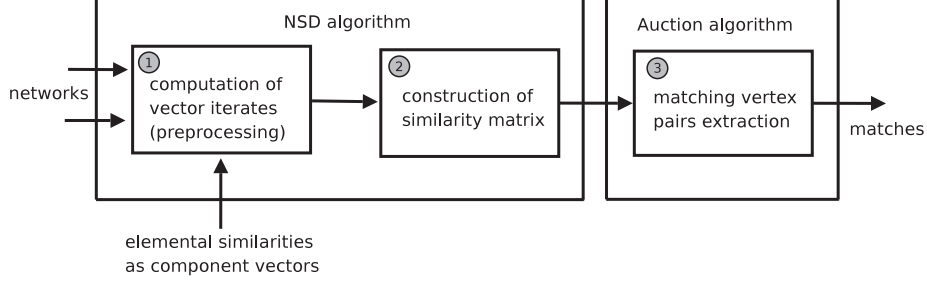 NSD algorithm
Auction algorithm
networks
1
computation of
vector iterates
(preprocessing)
2
construction of
similarity matrix
3
matching vertex
pairs extraction
matches
elemental similarities
as component vectors